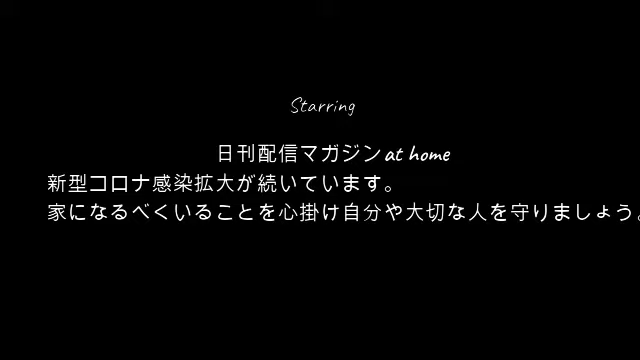 Starring
日刊配信マガジンat home
新型コロナ感染拡大が続いています。
家になるべくいることを心掛け自分や大切な人を守りましょう。